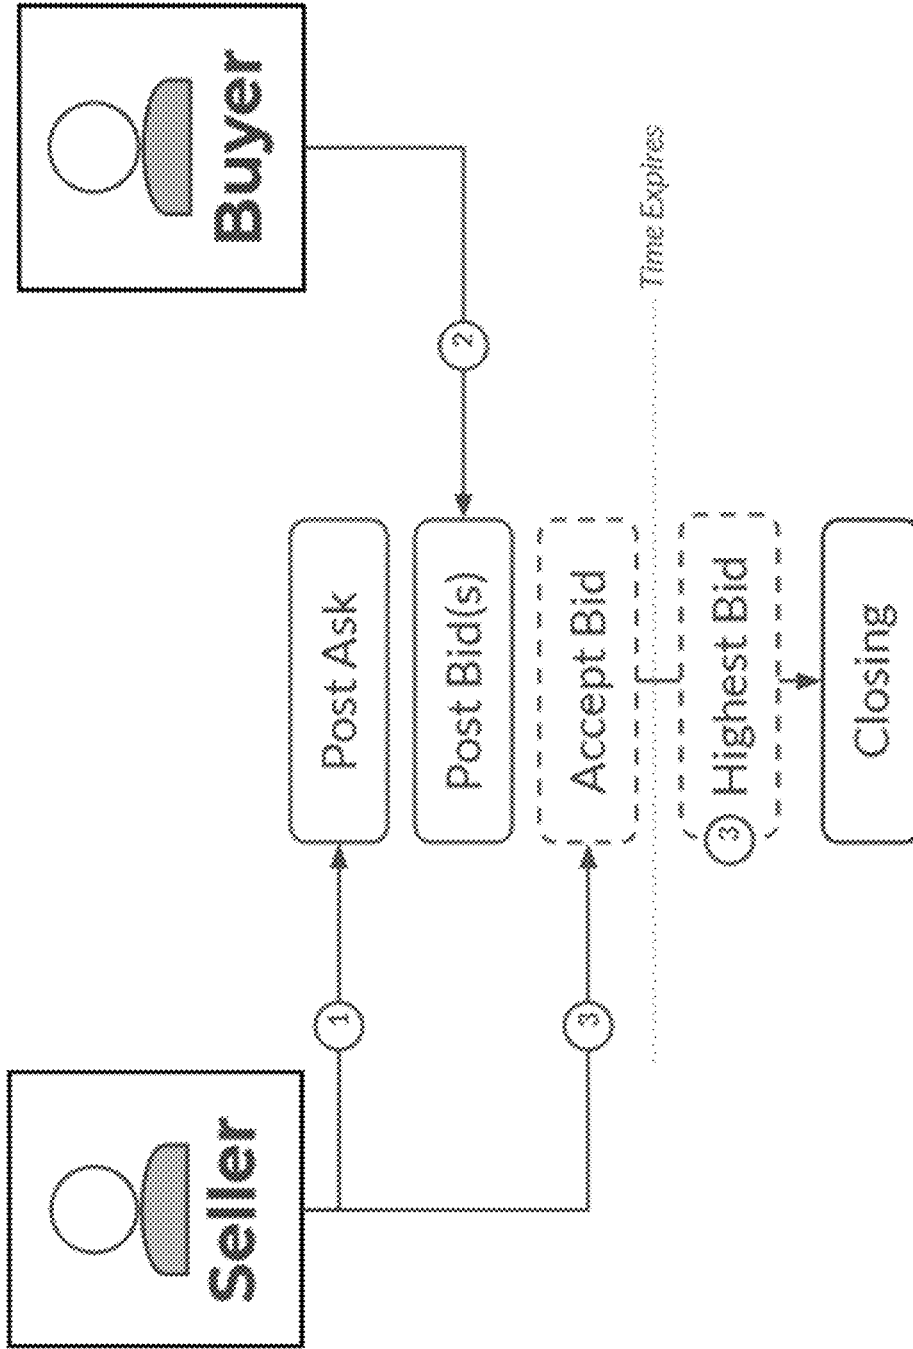 Seller
Buyer
1
Post Ask
2
Post Bid(s)
3
Accept Bid
Time Expires
3
Highest Bid
Closing